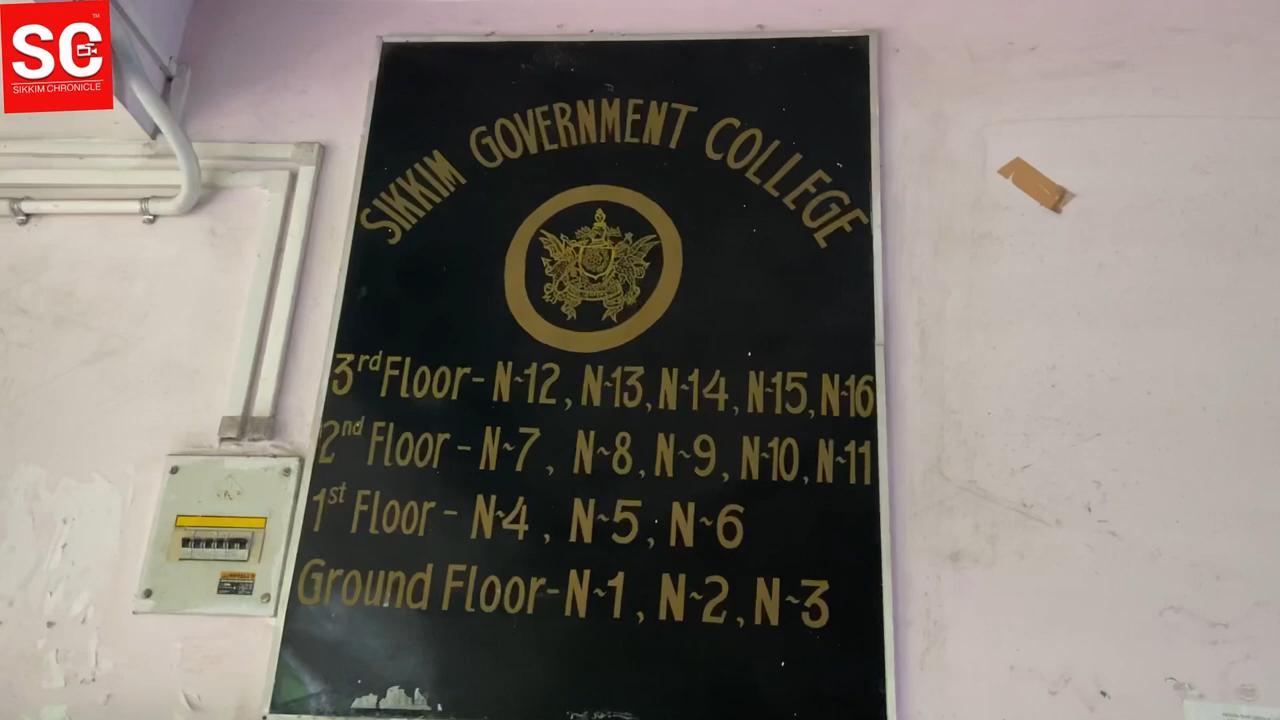 SC
TM
SIKKIM CHRONICLE
SIKKIM GOVERNMENT COLLEGE
3rd Floor - N~12, N~13, N~14, N~15, N~16
2nd Floor - N~7, N~8, N~9, N~10, N~11
1st Floor - N~4, N~5, N~6
Ground Floor - N~1, N~2, N~3